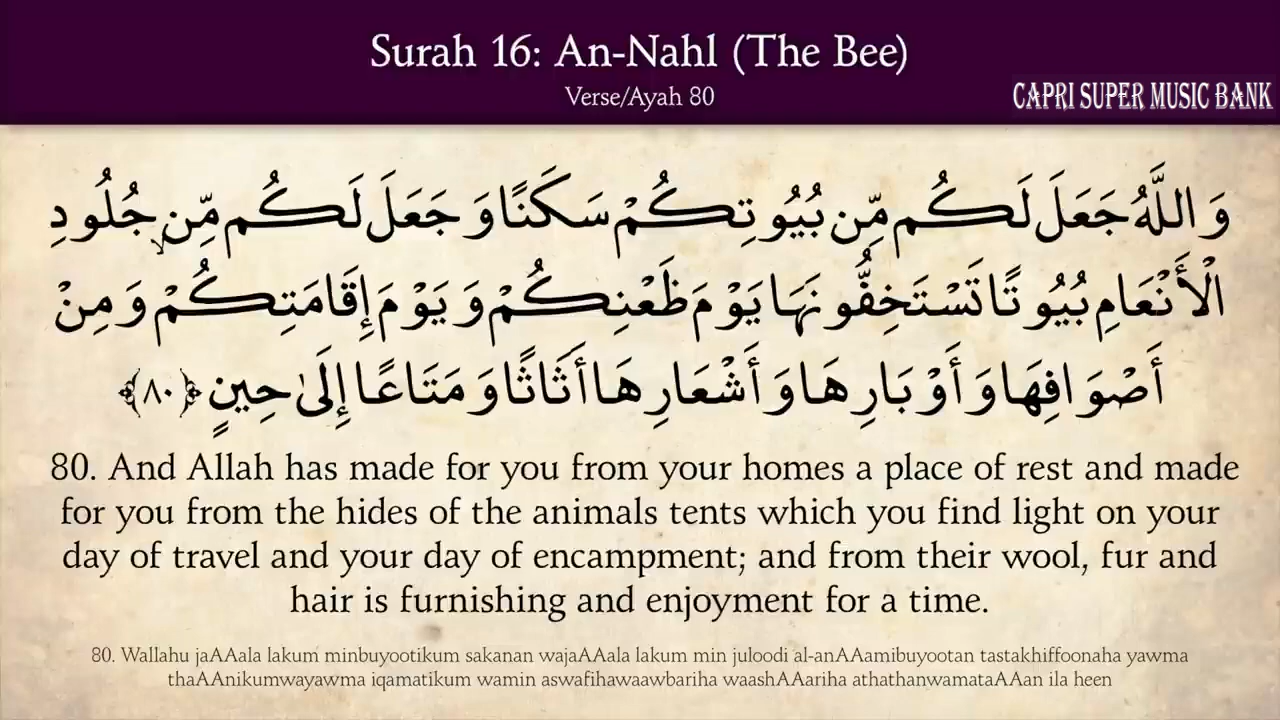 Surah 16: An-Nahl (The Bee)
Verse/Ayah 80
CAPRI SUPER MUSIC BANK
وَاللَّهُ جَعَلَ لَكُم مِّن بُيُوتِكُمْ سَكَنًا وَجَعَلَ لَكُم مِّن جُلُودِ
الْأَنْعَامِ بُيُوتًا تَسْتَخِفُّونَهَا يَوْمَ ظَعْنِكُمْ وَيَوْمَ إِقَامَتِكُمْ وَمِنْ
أَصْوَافِهَا وَأَوْبَارِهَا وَأَشْعَارِهَا أَثَاثًا وَمَتَاعًا إِلَىٰ حِينٍ ﴿٨٠﴾
80. And Allah has made for you from your homes a place of rest and made
for you from the hides of the animals tents which you find light on your
day of travel and your day of encampment; and from their wool, fur and
hair is furnishing and enjoyment for a time.
80. Wallahu jaAAala lakum minbuyootikum sakanan wajaAAala lakum min juloodi al-anAAamibuyootan tastakhiffoonaha yawma
thaAAnikumwayawma iqamatikum wamin aswafihawaawbariha waashAAariha athathanwamataAAan ila heen